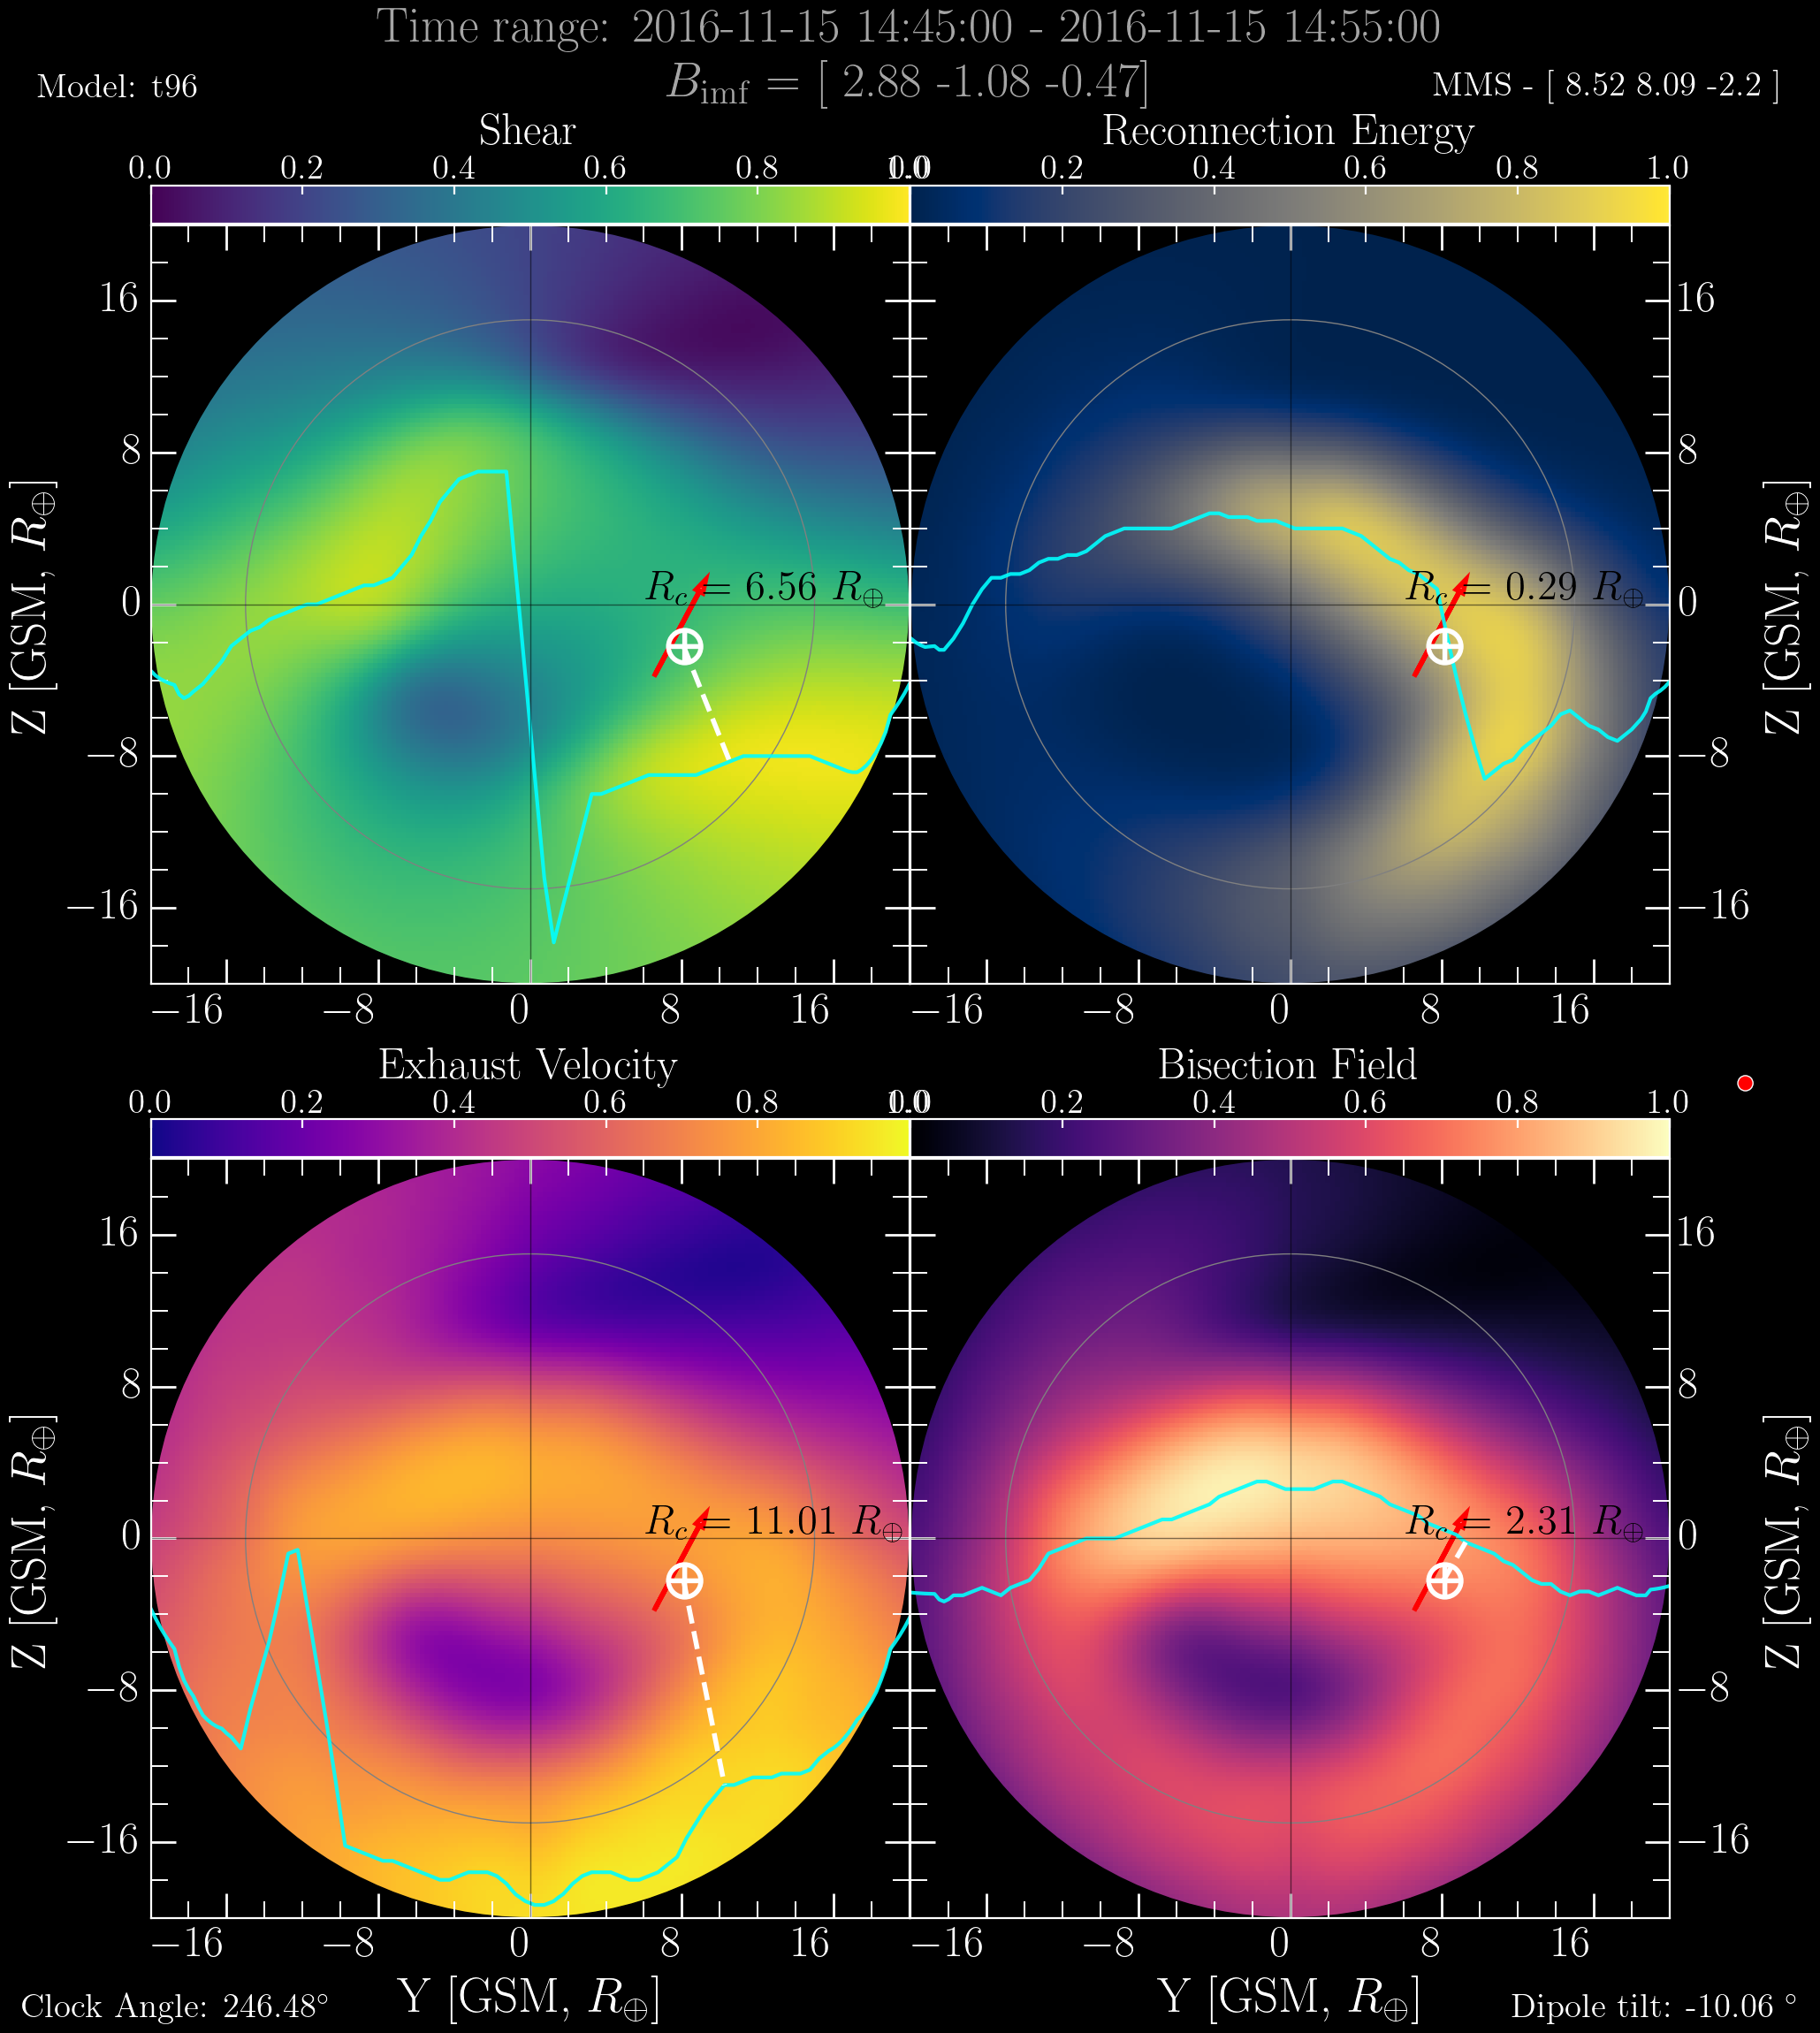 Time range: 2016-11-15 14:45:00 - 2016-11-15 14:55:00
Model: t96
B_imf = [ 2.88 -1.08 -0.47]
MMS - [ 8.52 8.09 -2.2 ]
Shear
Reconnection Energy
0.0 0.2 0.4 0.6 0.8 1.0
0.0 0.2 0.4 0.6 0.8 1.0
16
8
0
−8
−16
Z [GSM, R⊕]
R_c = 6.56 R⊕
R_c = 0.29 R⊕
16
8
0
−8
−16
Z [GSM, R⊕]
−16 −8 0 8 16
−16 −8 0 8 16
Exhaust Velocity
Bisection Field
0.0 0.2 0.4 0.6 0.8 1.0
0.0 0.2 0.4 0.6 0.8 1.0
16
8
0
−8
−16
Z [GSM, R⊕]
R_c = 11.01 R⊕
R_c = 2.31 R⊕
16
8
0
−8
−16
Z [GSM, R⊕]
−16 −8 0 8 16
−16 −8 0 8 16
Clock Angle: 246.48°
Y [GSM, R⊕]
Y [GSM, R⊕]
Dipole tilt: -10.06 °